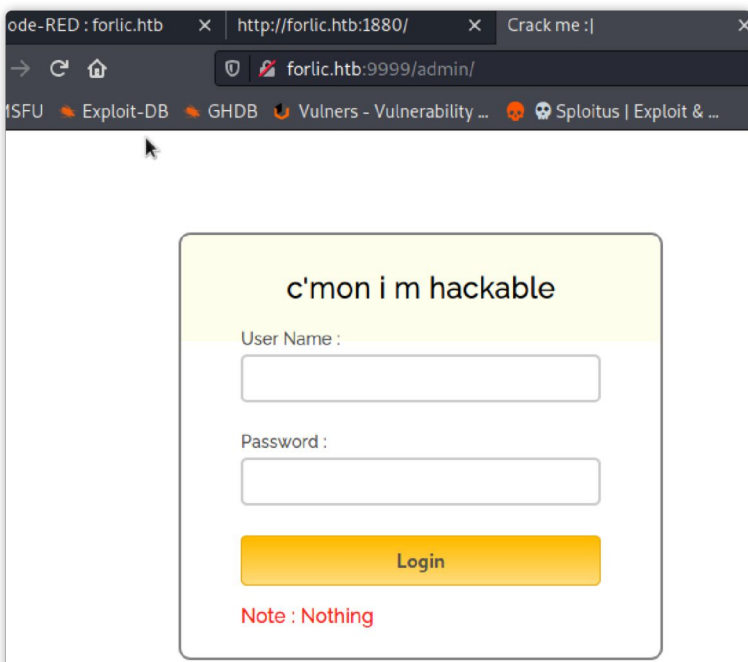 ode-RED : forlic.htb × http://forlic.htb:1880/ × Crack me :| ×
forlic.htb:9999/admin/
Exploit-DB GHDB Vulners - Vulnerability ... Sploitus | Exploit & ...
c'mon i m hackable
User Name :
Password :
Login
Note : Nothing